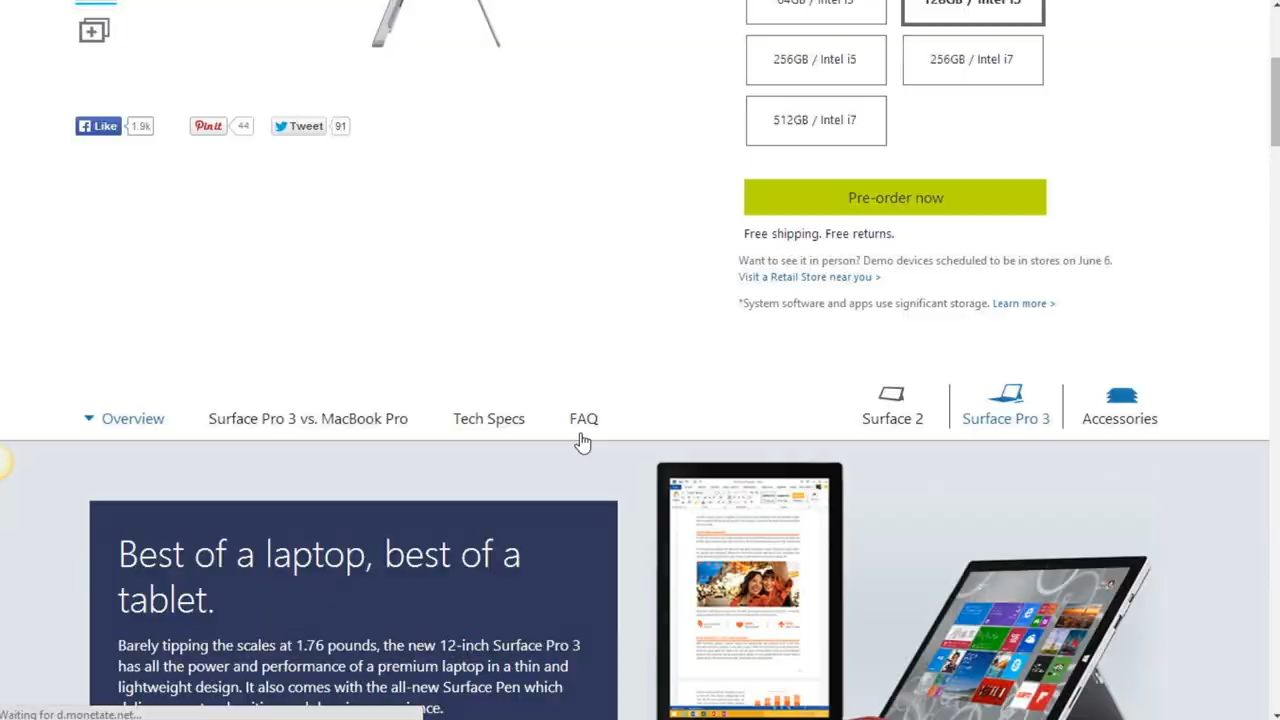 64GB / Intel i3
128GB / Intel i5
256GB / Intel i5
256GB / Intel i7
512GB / Intel i7
Like
1.9k
Pin it
44
Tweet
91
Pre-order now
Free shipping. Free returns.
Want to see it in person? Demo devices scheduled to be in stores on June 6.
Visit a Retail Store near you >
*System software and apps use significant storage. Learn more >
Overview
Surface Pro 3 vs. MacBook Pro
Tech Specs
FAQ
Surface 2
Surface Pro 3
Accessories
Best of a laptop, best of a
tablet.
Barely tipping the scales at 1.76 pounds, the new 12-inch Surface Pro 3
has all the power and performance of a premium laptop in a thin and
lightweight design. It also comes with the all-new Surface Pen which
Waiting for d.monetate.net...